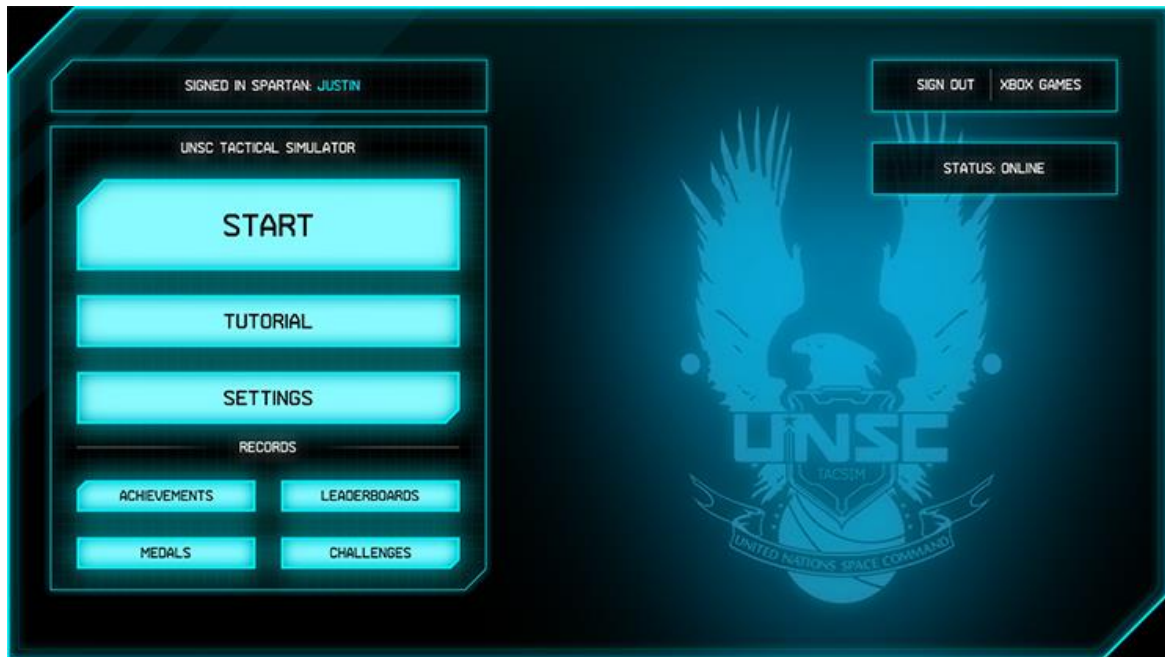 SIGNED IN SPARTAN: JUSTIN
SIGN OUT XBOX GAMES
UNSC TACTICAL SIMULATOR
STATUS: ONLINE
START
TUTORIAL
SETTINGS
RECORDS
ACHIEVEMENTS LEADERBOARDS
MEDALS CHALLENGES
UNSC
TACSIM
UNITED NATIONS SPACE COMMAND